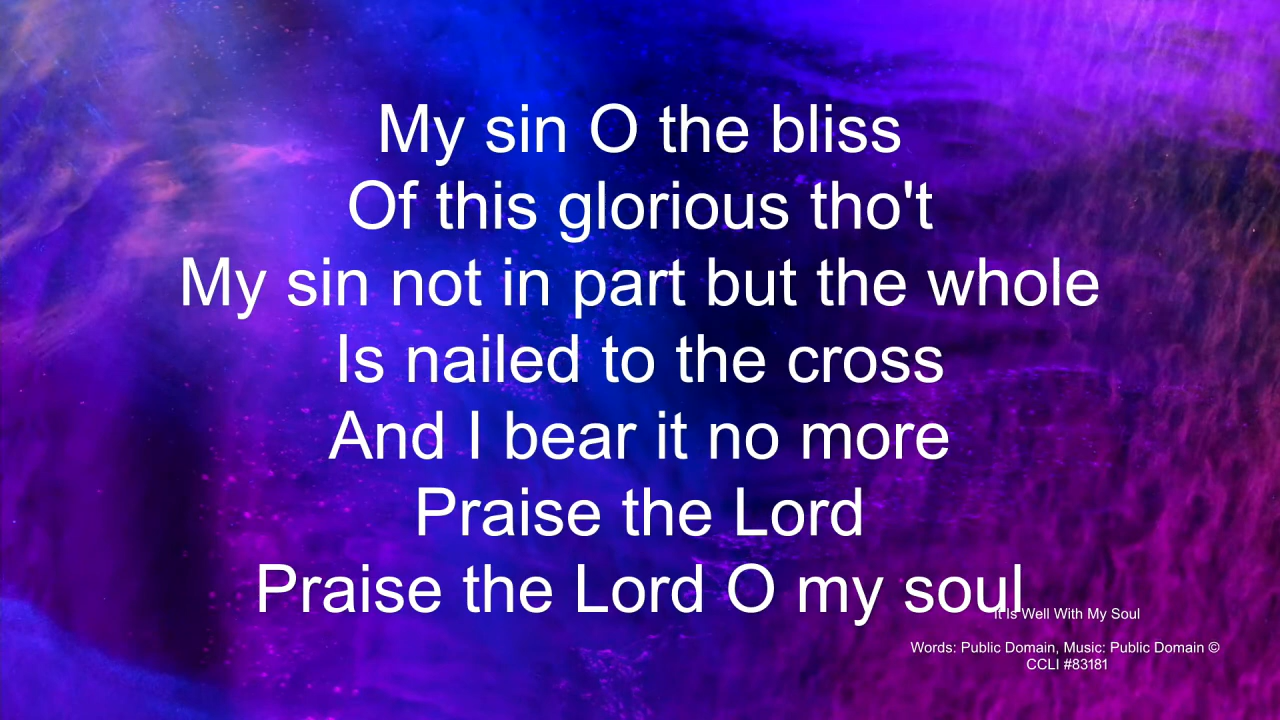 My sin O the bliss
Of this glorious tho't
My sin not in part but the whole
Is nailed to the cross
And I bear it no more
Praise the Lord
Praise the Lord O my soul
It Is Well With My Soul
Words: Public Domain, Music: Public Domain ©
CCLI #83181